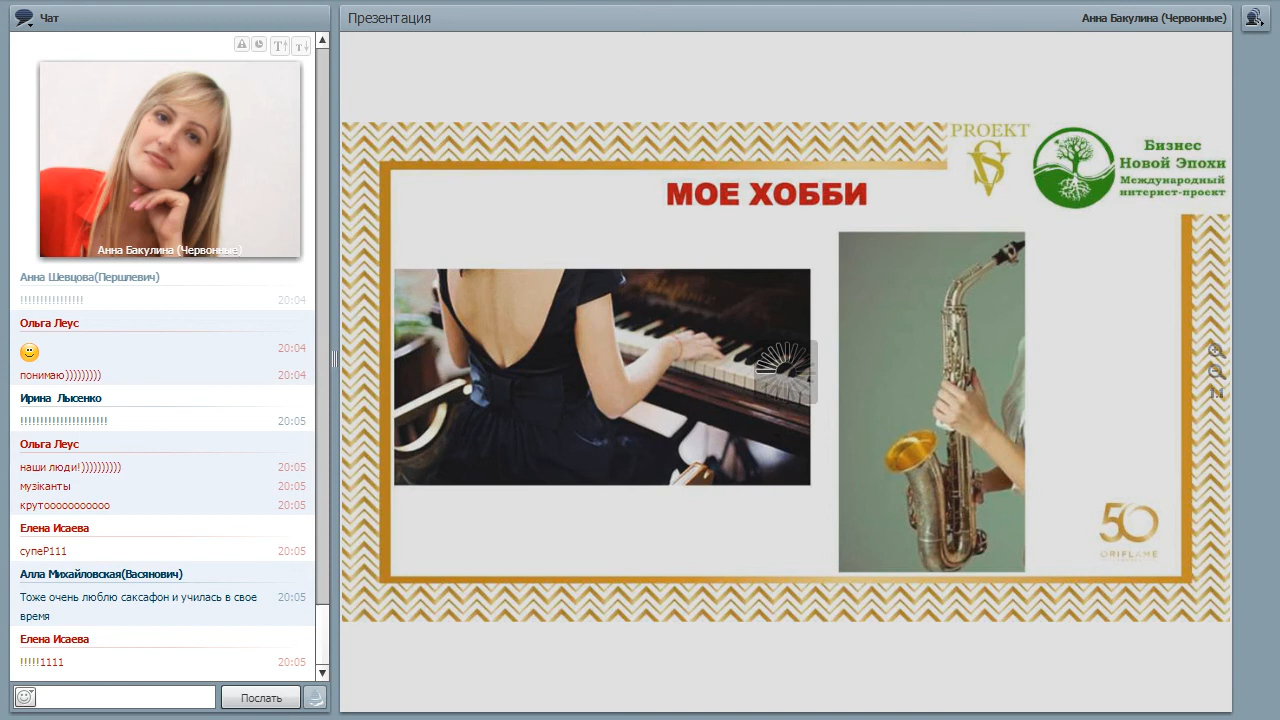 Чат
Анна Бакулина (Червонные)
Анна Шевцова(Першлевич)
!!!!!!!!!!!!!!!! 20:04
Ольга Леус
20:04
понимаю))))))))) 20:04
Ирина Лысенко
!!!!!!!!!!!!!!!!!!!!!! 20:05
Ольга Леус
наши люди!)))))))))) 20:05
музіканты 20:05
крутооооооооооо 20:05
Елена Исаева
супеР111 20:05
Алла Михайловская(Васянович)
Тоже очень люблю саксафон и училась в свое 20:05
время
Елена Исаева
!!!!!1111 20:05
Послать
Презентация
Анна Бакулина (Червонные)
PROEKT
Бизнес
Новой Эпохи
Международный
интернет-проект
МОЕ ХОББИ
50
ORIFLAME